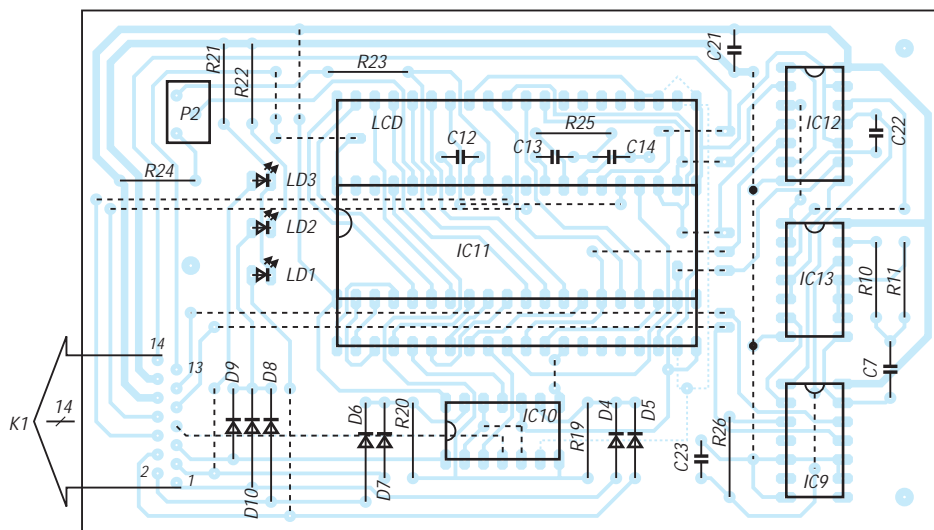 C21
R21
R22
R23
P2
LCD
R25
IC12
C22
C12
C13
C14
R24
LD3
LD2
IC11
LD1
IC13
R10
R11
14
13
D9
D8
C7
K1
14
D6
R20
IC10
D4
D5
R19
R26
C23
2
1
D10
D7
IC9